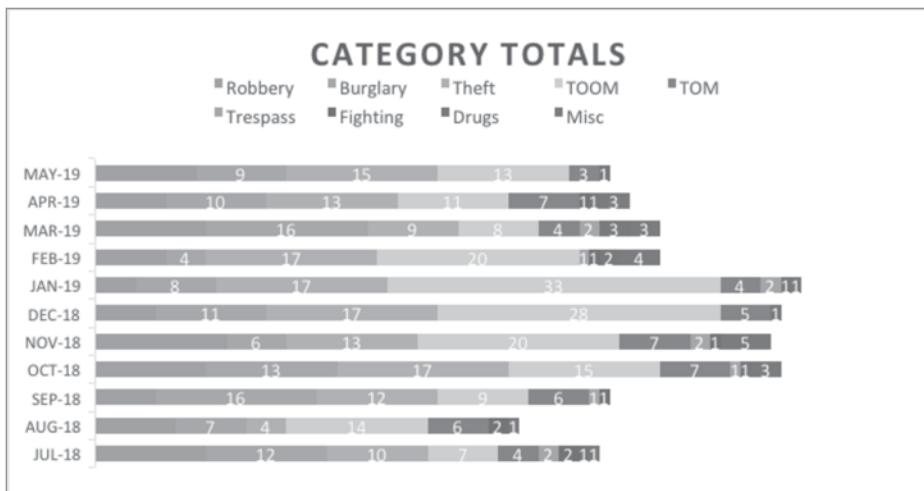 CATEGORY TOTALS
Robbery Burglary Theft TOOM TOM
Trespass Fighting Drugs Misc
MAY-19 9 15 13 3 1
APR-19 10 13 11 7 1 1 3
MAR-19 16 9 8 4 2 3 3
FEB-19 4 17 20 1 1 2 4
JAN-19 8 17 33 4 2 1 1
DEC-18 11 17 28 5 1
NOV-18 6 13 20 7 2 1 5
OCT-18 13 17 15 7 1 1 3
SEP-18 16 12 9 6 1 1
AUG-18 7 4 14 6 2 1
JUL-18 12 10 7 4 2 2 1 1